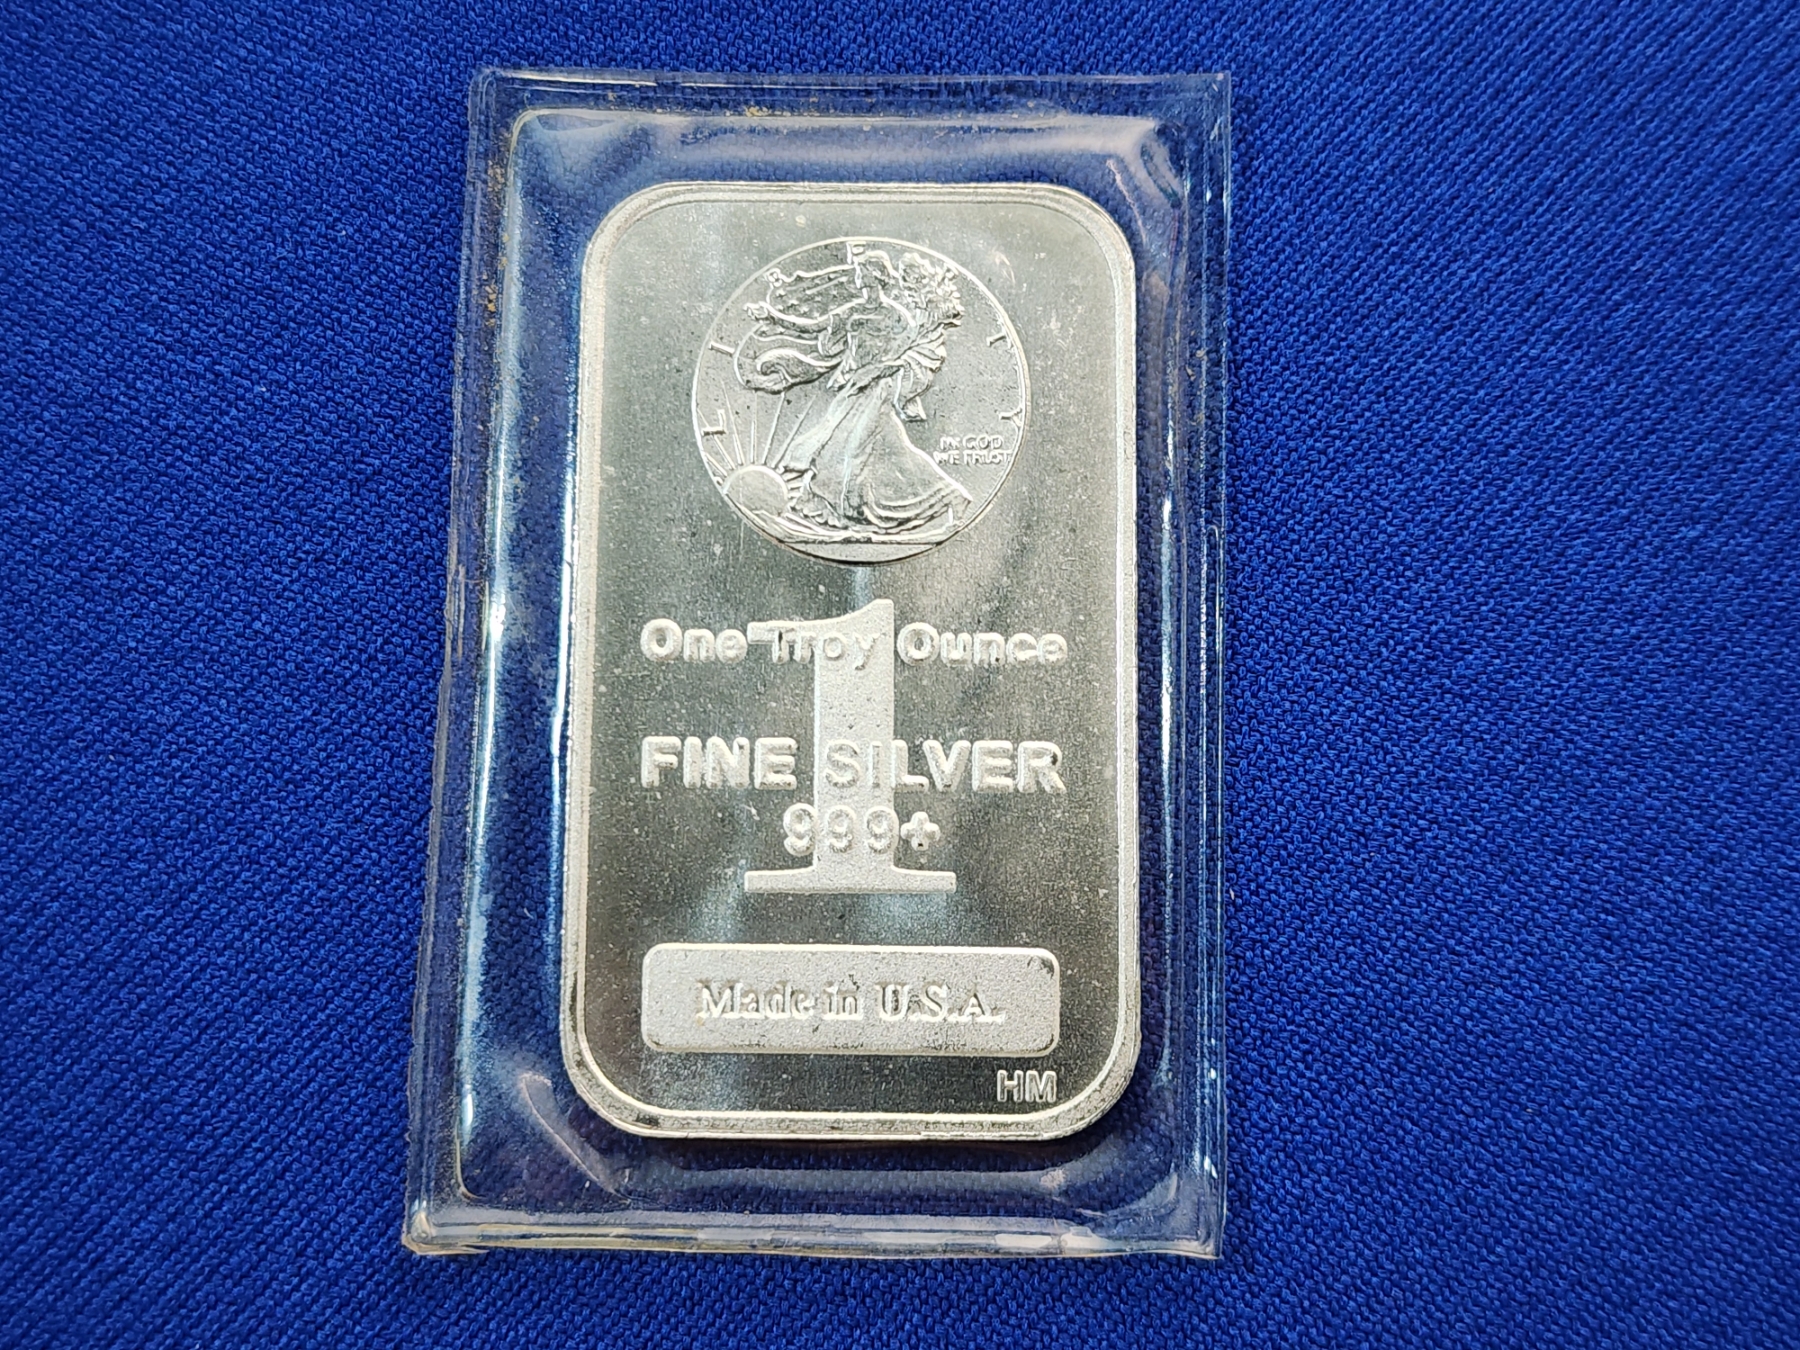 LIBERTY
IN GOD
WE TRUST
1
One Troy Ounce
FINE SILVER
999+
Made in U.S.A.
HM